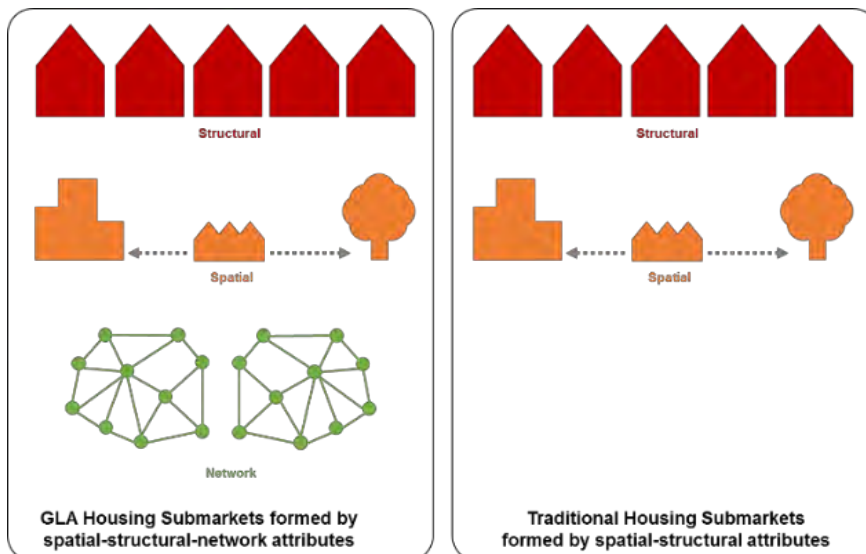 Structural
Spatial
Network
GLA Housing Submarkets formed by
spatial-structural-network attributes
Structural
Spatial
Traditional Housing Submarkets
formed by spatial-structural attributes